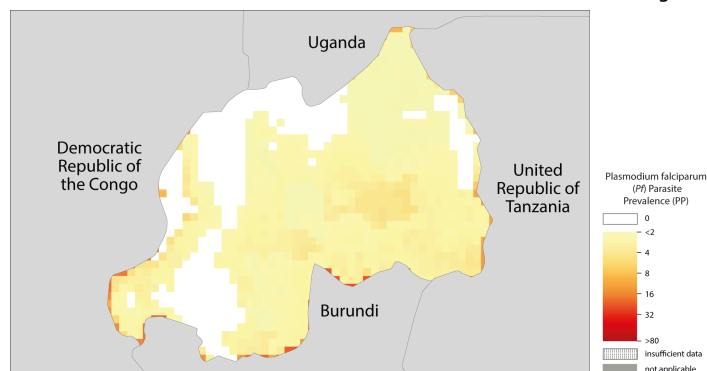 Uganda
Democratic
Republic of
the Congo
United
Republic of
Tanzania
Burundi
Plasmodium falciparum
(Pf) Parasite
Prevalence (PP)
0
<2
4
8
16
32
>80
insufficient data
not applicable